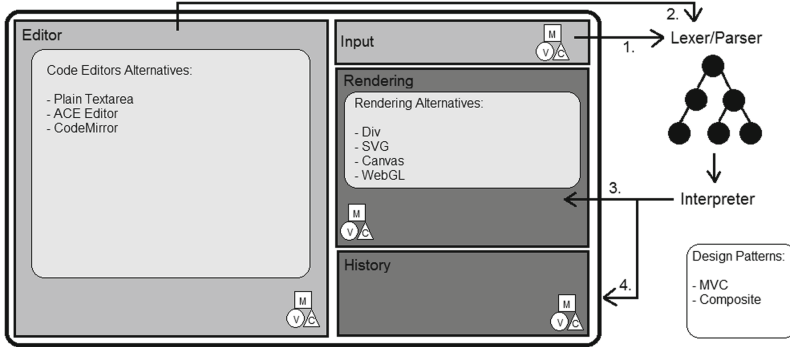 Editor
Code Editors Alternatives:
- Plain Textarea
- ACE Editor
- CodeMirror
M
V C
Input
M
V C
Rendering
Rendering Alternatives:
- Div
- SVG
- Canvas
- WebGL
M
V C
History
M
V C
2.
1.
Lexer/Parser
3.
Interpreter
4.
Design Patterns:
- MVC
- Composite